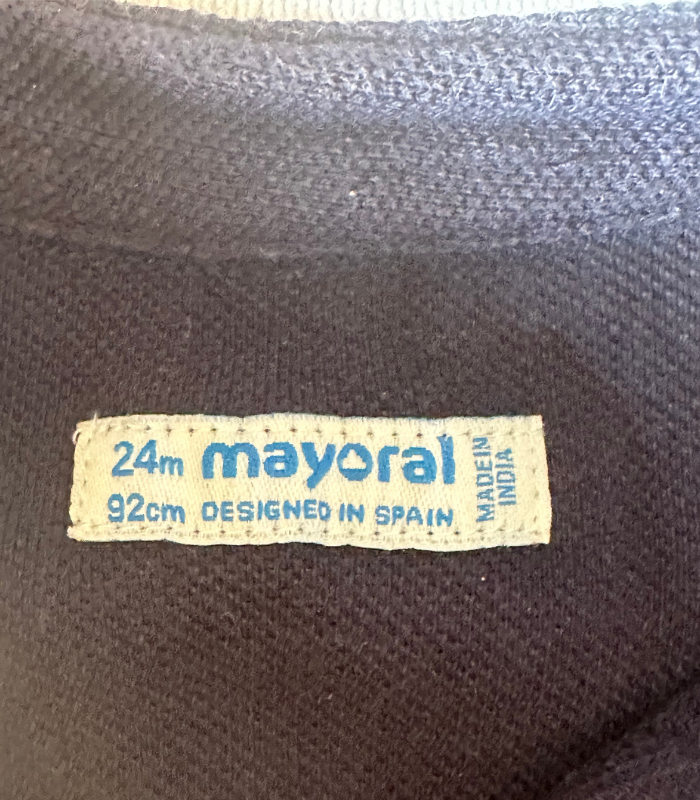 24m mayoral
92cm DESIGNED IN SPAIN
MADE IN
INDIA